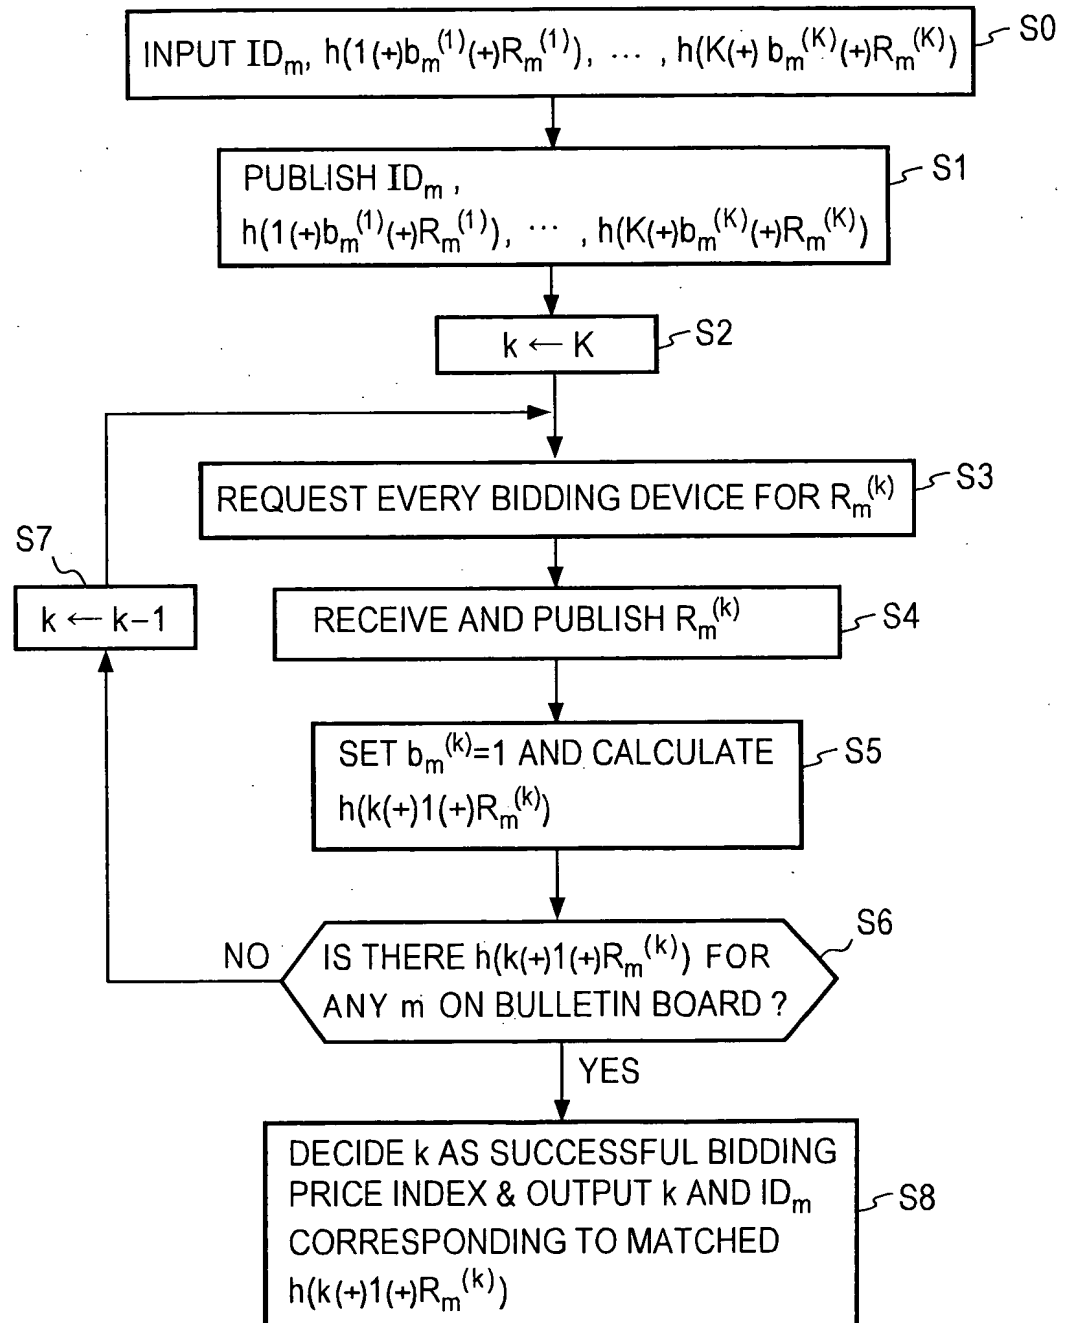 INPUT IDₘ, h(1(+)bₘ⁽¹⁾(+)Rₘ⁽¹⁾), ⋯ , h(K(+) bₘ⁽ᴷ⁾(+)Rₘ⁽ᴷ⁾)
S0
PUBLISH IDₘ ,
h(1(+)bₘ⁽¹⁾(+)Rₘ⁽¹⁾), ⋯ , h(K(+)bₘ⁽ᴷ⁾(+)Rₘ⁽ᴷ⁾)
S1
k ← K
S2
REQUEST EVERY BIDDING DEVICE FOR Rₘ⁽ᵏ⁾
S3
S7
k ← k−1
RECEIVE AND PUBLISH Rₘ⁽ᵏ⁾
S4
SET bₘ⁽ᵏ⁾=1 AND CALCULATE
h(k(+)1(+)Rₘ⁽ᵏ⁾)
S5
NO
IS THERE h(k(+)1(+)Rₘ⁽ᵏ⁾) FOR
ANY m ON BULLETIN BOARD ?
S6
YES
DECIDE k AS SUCCESSFUL BIDDING
PRICE INDEX & OUTPUT k AND IDₘ
CORRESPONDING TO MATCHED
h(k(+)1(+)Rₘ⁽ᵏ⁾)
S8